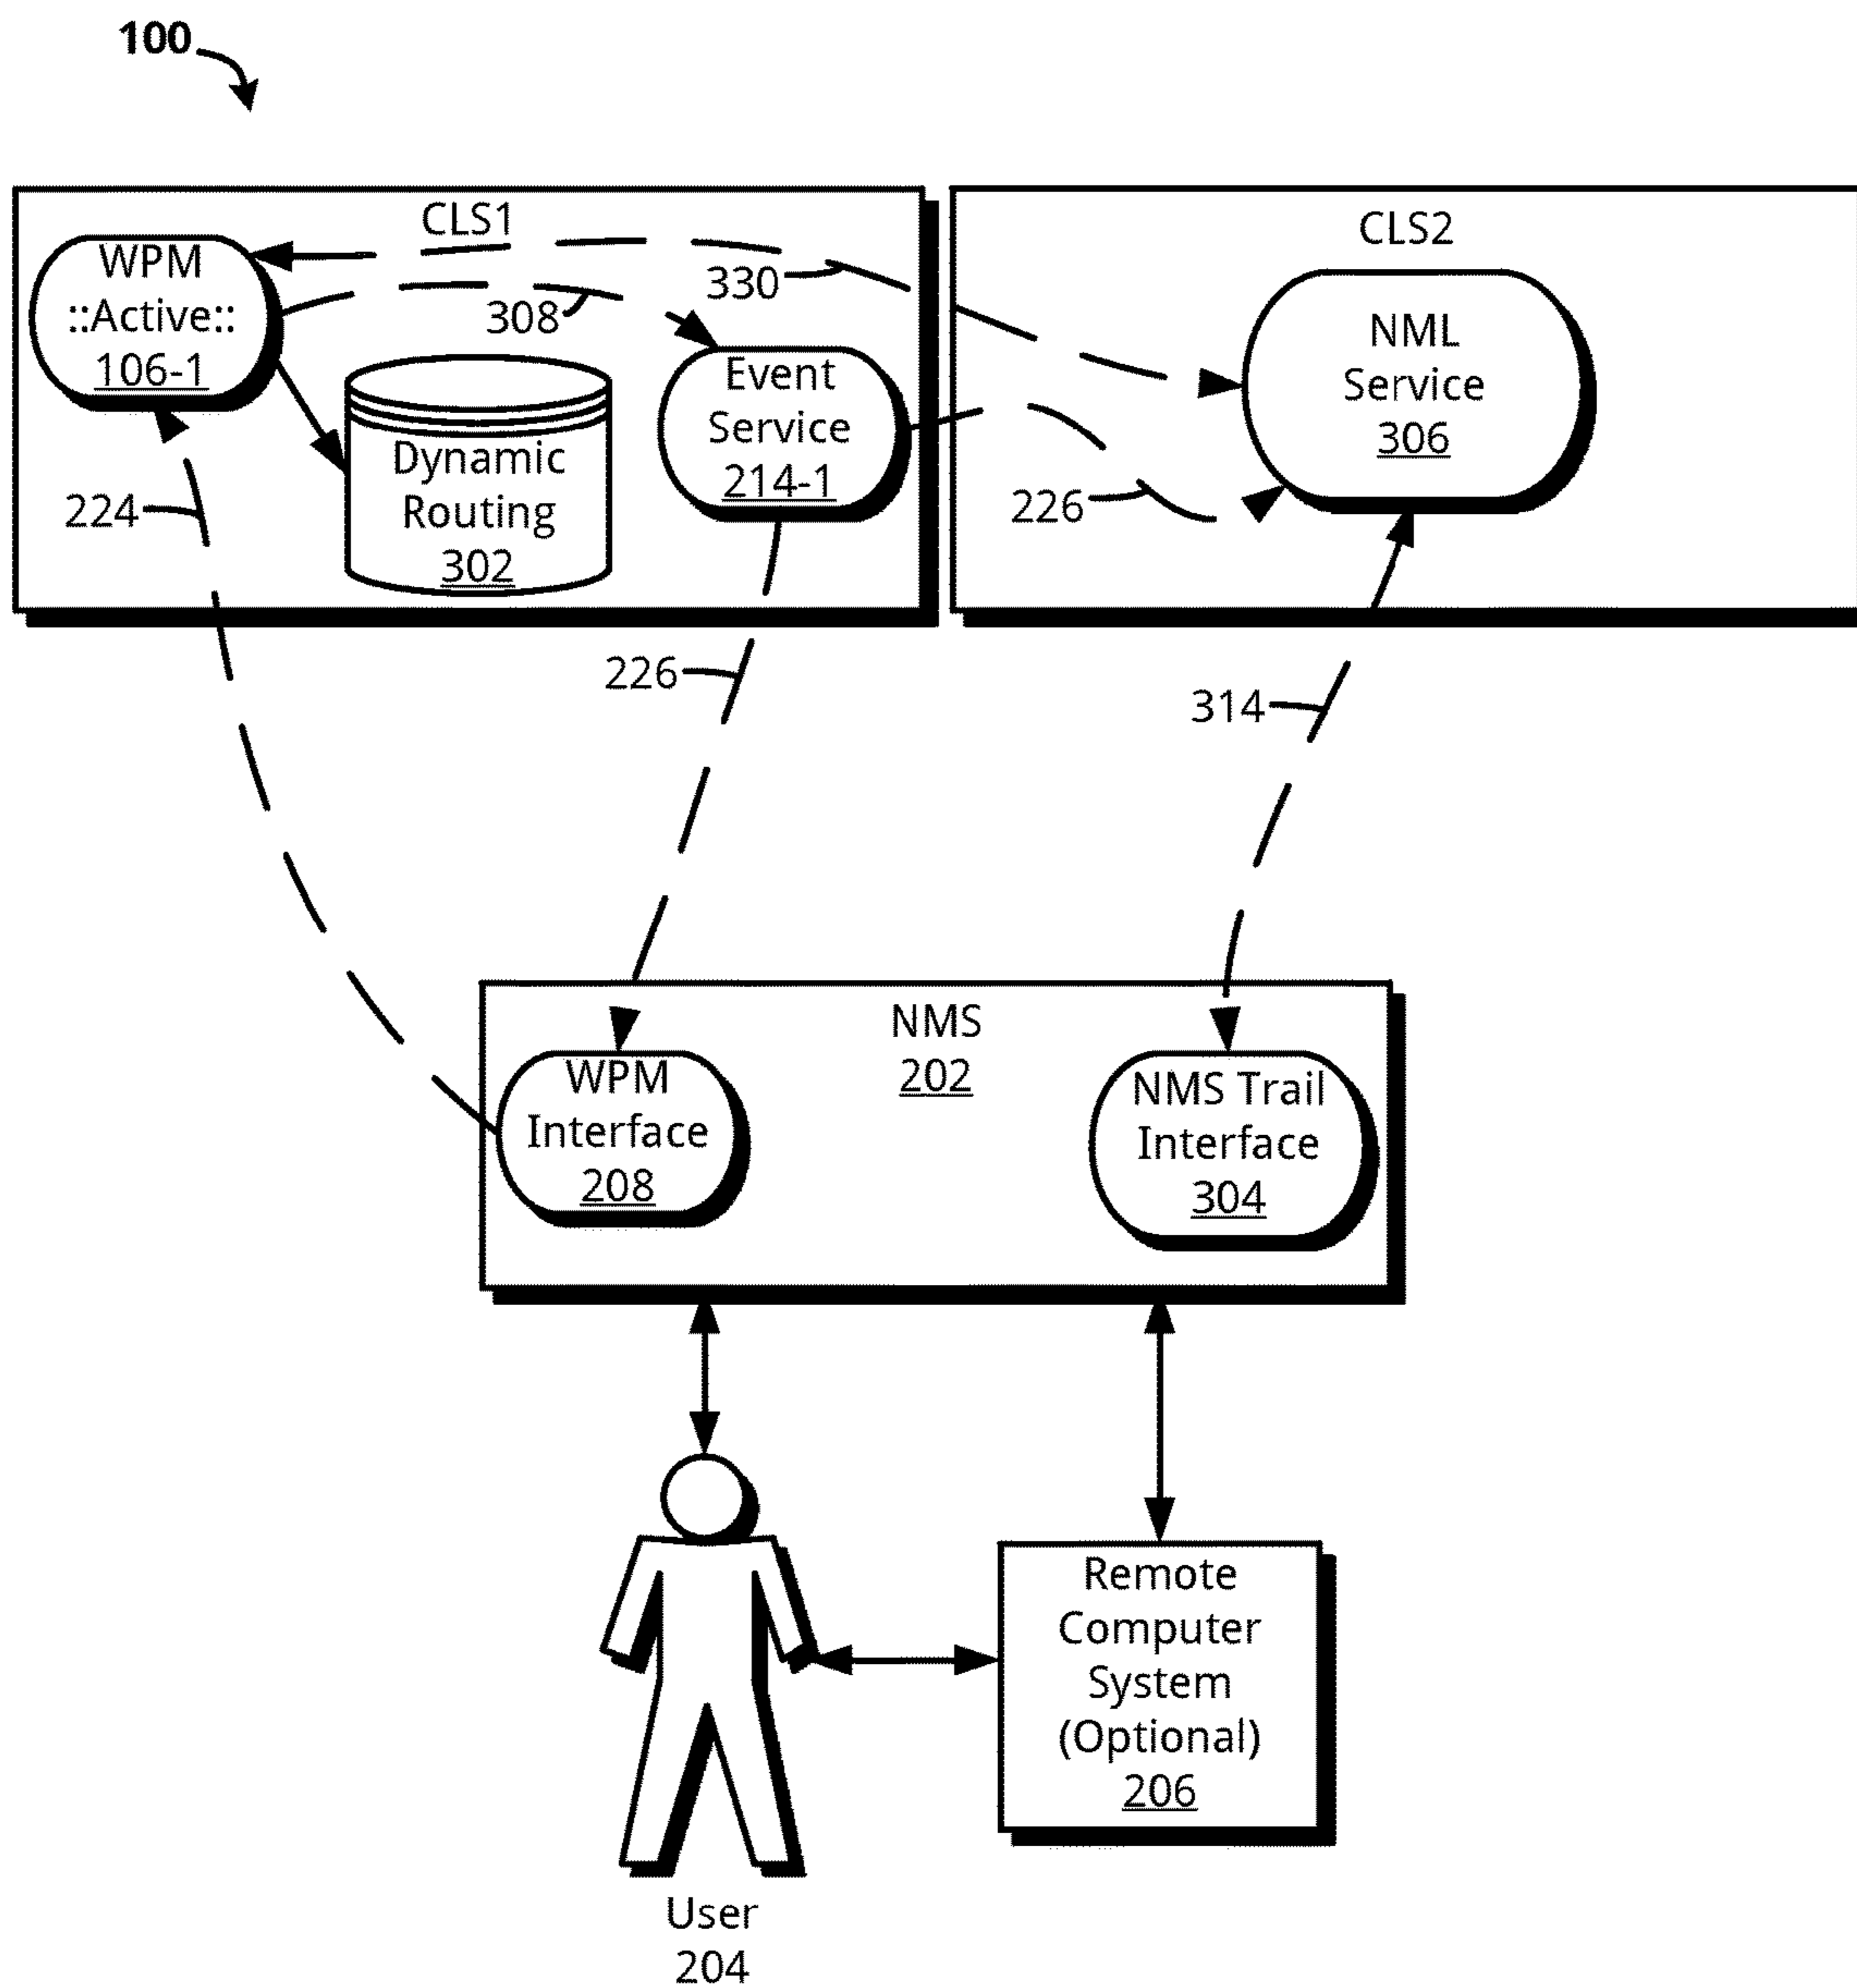 100
CLS1
WPM
::Active::
106-1
308
330
Dynamic
Routing
302
Event
Service
214-1
224
CLS2
NML
Service
306
226
226
314
NMS
202
WPM
Interface
208
NMS Trail
Interface
304
Remote
Computer
System
(Optional)
206
User
204